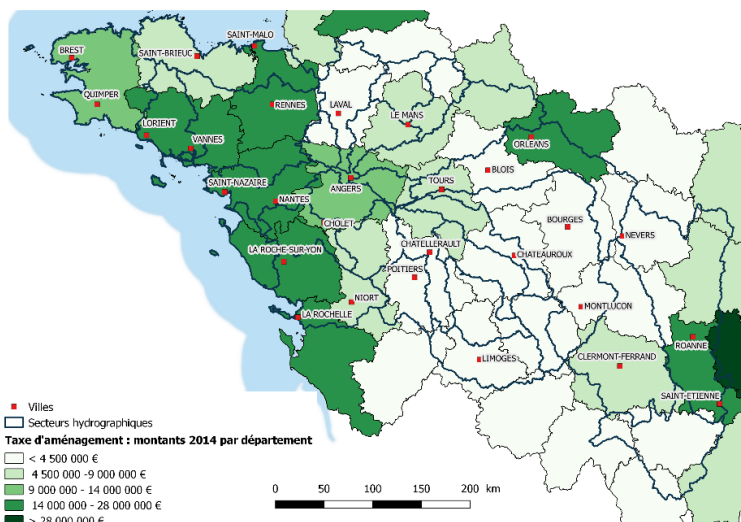 SAINT-MALO
BREST
SAINT-BRIEUC
QUIMPER
RENNES
LAVAL
LE MANS
LORIENT
VANNES
ORLEANS
BLOIS
SAINT-NAZAIRE
ANGERS
TOURS
NANTES
CHOLET
BOURGES
NEVERS
LA ROCHE-SUR-YON
CHATELLERAULT
CHATEAUROUX
POITIERS
NIORT
MONTLUCON
LA ROCHELLE
ROANNE
LIMOGES
CLERMONT-FERRAND
SAINT-ETIENNE
Villes
Secteurs hydrographiques
Taxe d'aménagement : montants 2014 par département
< 4 500 000 €
4 500 000 -9 000 000 €
9 000 000 - 14 000 000 €
14 000 000 - 28 000 000 €
> 28 000 000 €
0 50 100 150 200 km